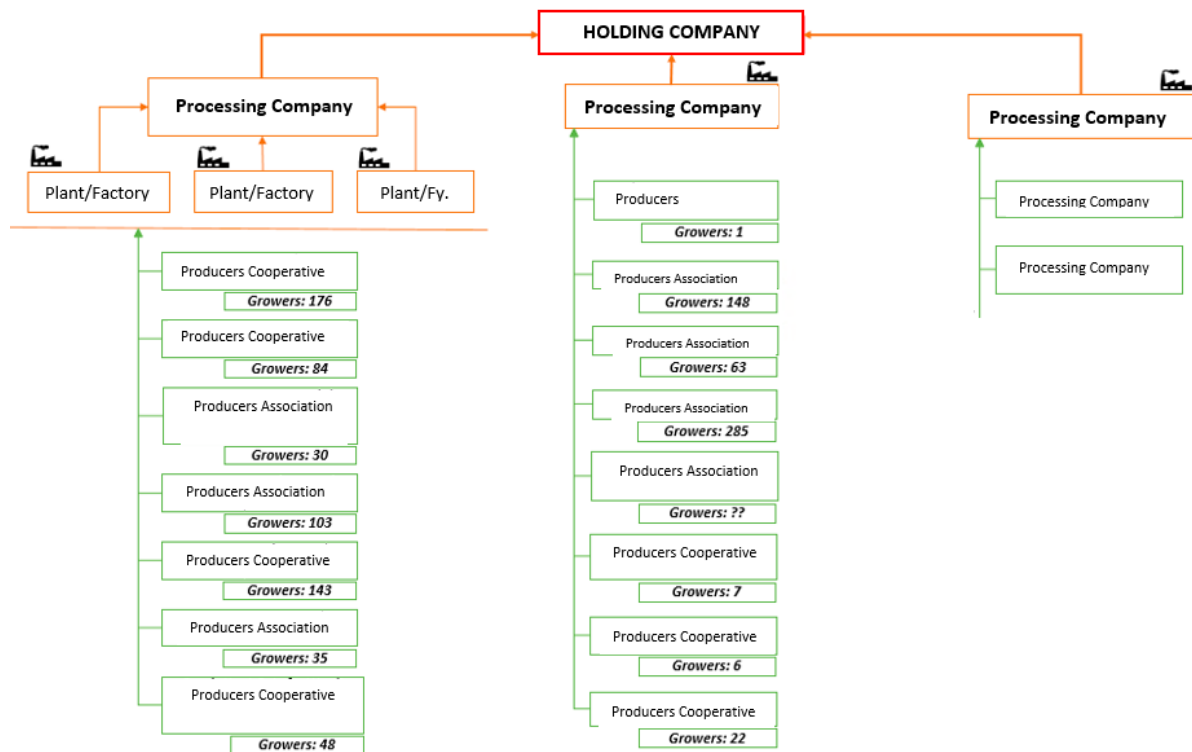 HOLDING COMPANY
Processing Company
Plant/Factory
Plant/Factory
Plant/Fy.
Producers Cooperative
Growers: 176
Producers Cooperative
Growers: 84
Producers Association
Growers: 30
Producers Association
Growers: 103
Producers Cooperative
Growers: 143
Producers Association
Growers: 35
Producers Cooperative
Growers: 48
Processing Company
Producers
Growers: 1
Producers Association
Growers: 148
Producers Association
Growers: 63
Producers Association
Growers: 285
Producers Association
Growers: ??
Producers Cooperative
Growers: 7
Producers Cooperative
Growers: 6
Producers Cooperative
Growers: 22
Processing Company
Processing Company
Processing Company